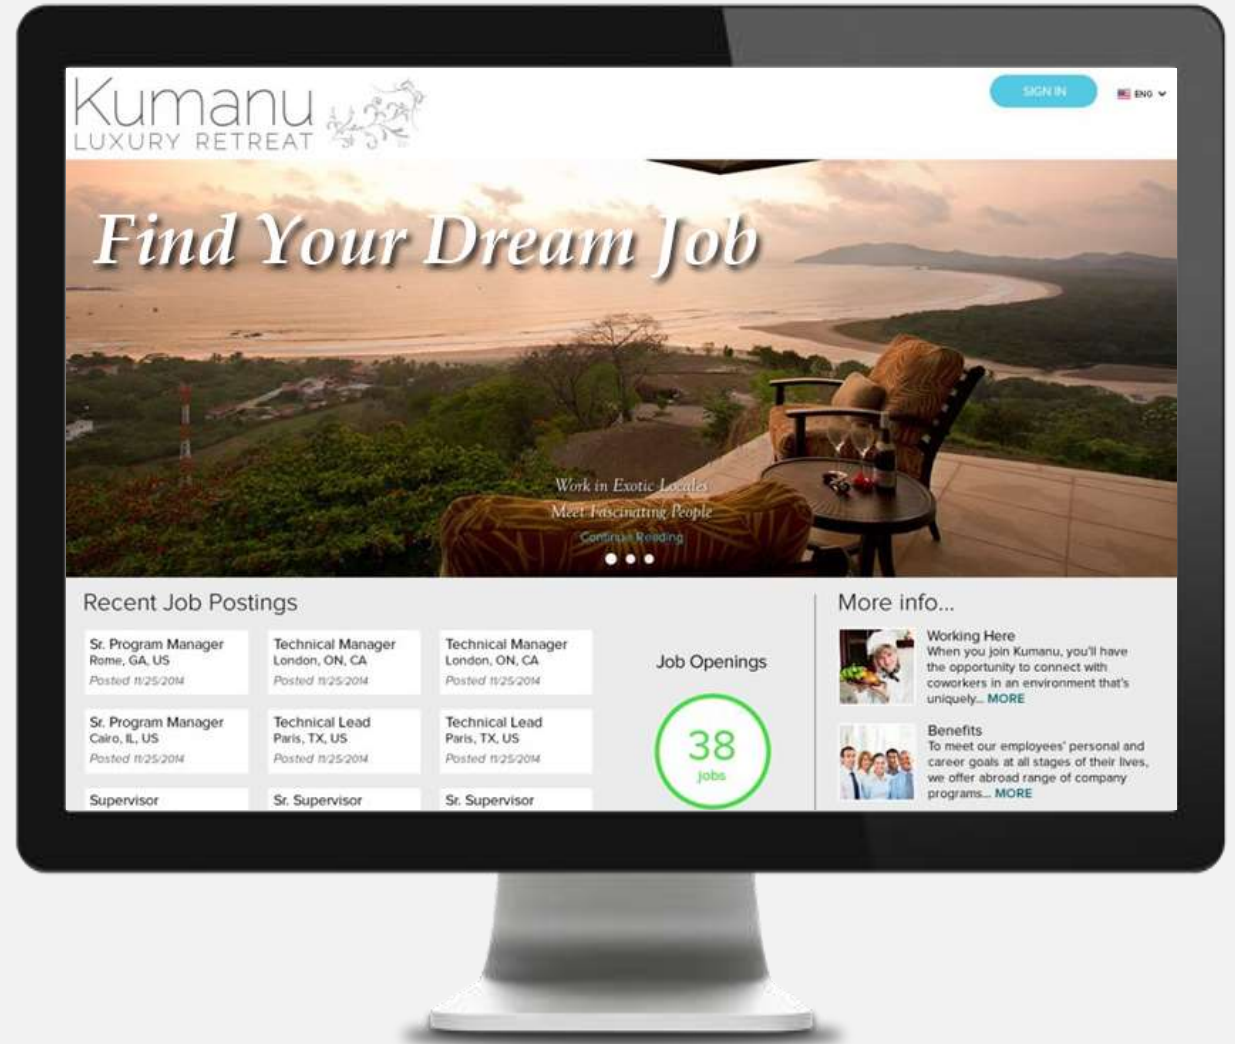 Kumanu
LUXURY RETREAT
SIGN IN
ENG
Find Your Dream Job
Work in Exotic Locales
Meet Fascinating People
Continue Reading
Recent Job Postings
Sr. Program Manager
Rome, GA, US
Posted 11/25/2014
Technical Manager
London, ON, CA
Posted 11/25/2014
Technical Manager
London, ON, CA
Posted 11/25/2014
Sr. Program Manager
Cairo, IL, US
Posted 11/25/2014
Technical Lead
Paris, TX, US
Posted 11/25/2014
Technical Lead
Paris, TX, US
Posted 11/25/2014
Supervisor
Sr. Supervisor
Sr. Supervisor
Job Openings
38
jobs
More info...
Working Here
When you join Kumanu, you'll have
the opportunity to connect with
coworkers in an environment that's
uniquely... MORE
Benefits
To meet our employees' personal and
career goals at all stages of their lives,
we offer abroad range of company
programs... MORE